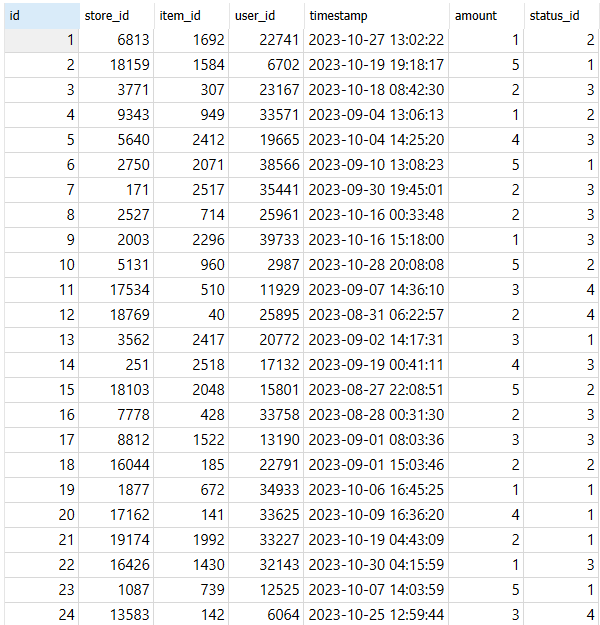 id store_id item_id user_id timestamp amount status_id
1 6813 1692 22741 2023-10-27 13:02:22 1 2
2 18159 1584 6702 2023-10-19 19:18:17 5 1
3 3771 307 23167 2023-10-18 08:42:30 2 3
4 9343 949 33571 2023-09-04 13:06:13 1 2
5 5640 2412 19665 2023-10-04 14:25:20 4 3
6 2750 2071 38566 2023-09-10 13:08:23 5 1
7 171 2517 35441 2023-09-30 19:45:01 2 3
8 2527 714 25961 2023-10-16 00:33:48 2 3
9 2003 2296 39733 2023-10-16 15:18:00 1 3
10 5131 960 2987 2023-10-28 20:08:08 5 2
11 17534 510 11929 2023-09-07 14:36:10 3 4
12 18769 40 25895 2023-08-31 06:22:57 2 4
13 3562 2417 20772 2023-09-02 14:17:31 3 1
14 251 2518 17132 2023-09-19 00:41:11 4 3
15 18103 2048 15801 2023-08-27 22:08:51 5 2
16 7778 428 33758 2023-08-28 00:31:30 2 3
17 8812 1522 13190 2023-09-01 08:03:36 3 3
18 16044 185 22791 2023-09-01 15:03:46 2 2
19 1877 672 34933 2023-10-06 16:45:25 1 1
20 17162 141 33625 2023-10-09 16:36:20 4 1
21 19174 1992 33227 2023-10-19 04:43:09 2 1
22 16426 1430 32143 2023-10-30 04:15:59 1 3
23 1087 739 12525 2023-10-07 14:03:59 5 1
24 13583 142 6064 2023-10-25 12:59:44 3 4